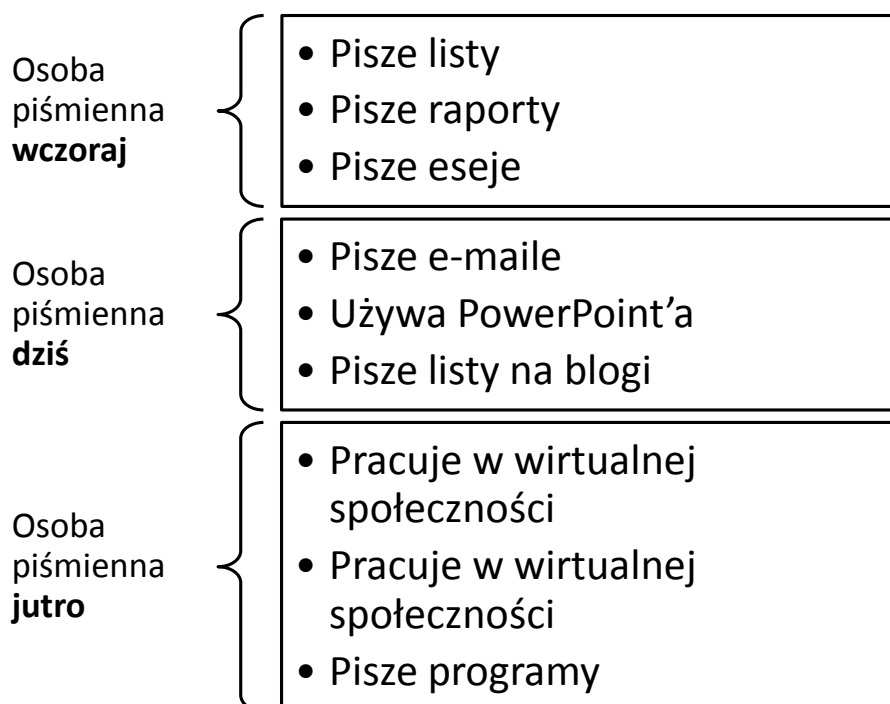 Osoba
piśmienna
wczoraj
• Pisze listy
• Pisze raporty
• Pisze eseje
Osoba
piśmienna
dziś
• Pisze e-maile
• Używa PowerPoint’a
• Pisze listy na blogi
Osoba
piśmienna
jutro
• Pracuje w wirtualnej
społeczności
• Pracuje w wirtualnej
społeczności
• Pisze programy